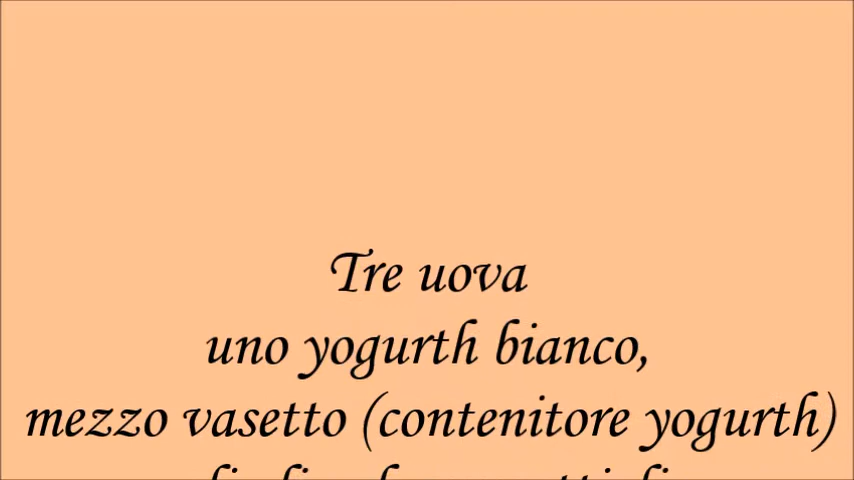 Tre uova
uno yogurth bianco,
mezzo vasetto (contenitore yogurth)